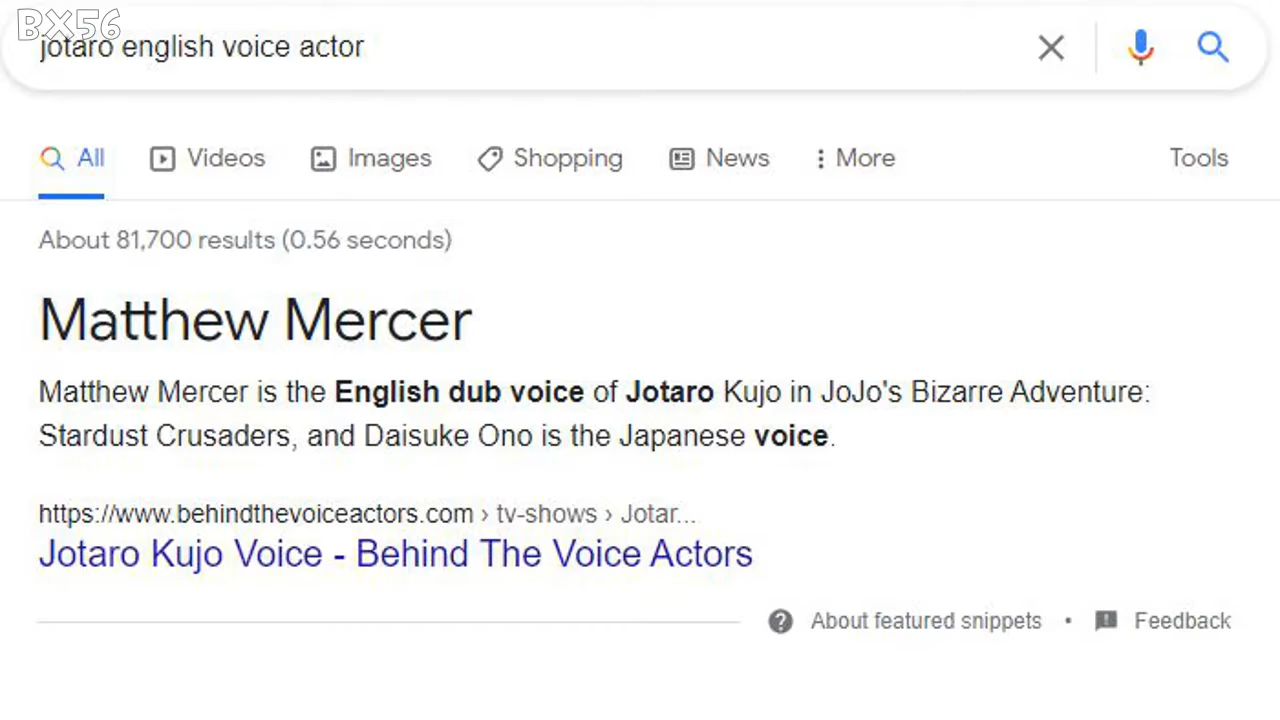 BX56
jotaro english voice actor
All Videos Images Shopping News More Tools
About 81,700 results (0.56 seconds)
Matthew Mercer
Matthew Mercer is the English dub voice of Jotaro Kujo in JoJo's Bizarre Adventure:
Stardust Crusaders, and Daisuke Ono is the Japanese voice.
https://www.behindthevoiceactors.com › tv-shows › Jotar...
Jotaro Kujo Voice - Behind The Voice Actors
About featured snippets • Feedback